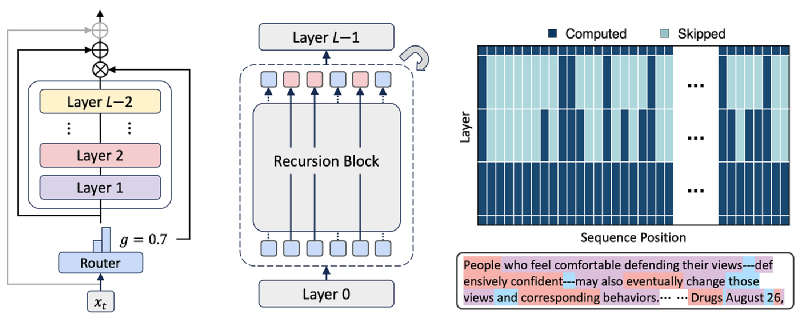 Layer L−2
Layer 2
Layer 1
g = 0.7
Router
x_t
Layer L−1
Recursion Block
Layer 0
Computed
Skipped
Layer
...
...
...
Sequence Position
People who feel comfortable defending their views---def
ensively confident---may also eventually change those
views and corresponding behaviors. ... ... Drugs August 26,